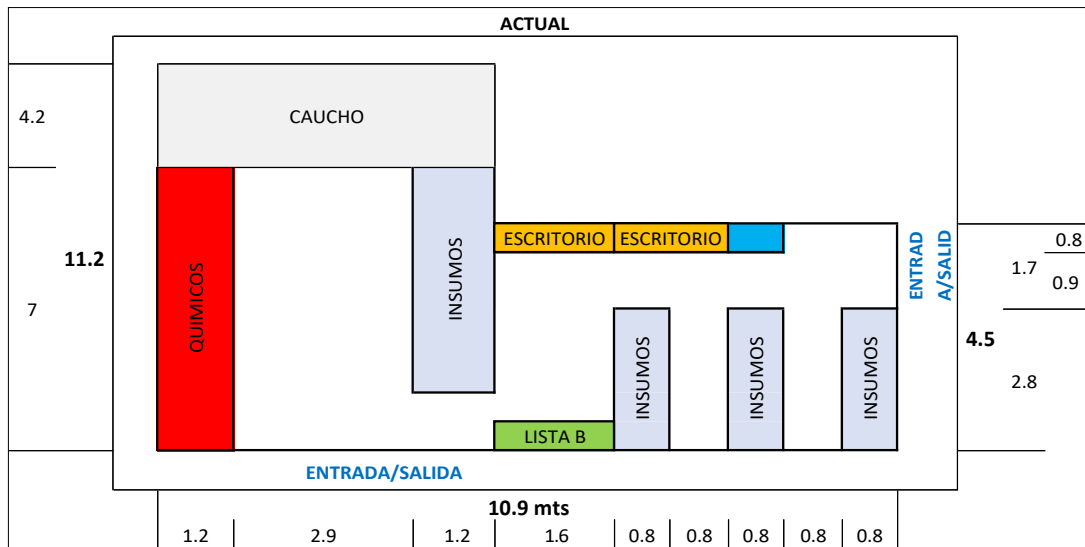 ACTUAL
4.2
CAUCHO
11.2
7
QUIMICOS
INSUMOS
ESCRITORIO
ESCRITORIO
ENTRAD
A/SALID
0.8
1.7
0.9
4.5
2.8
INSUMOS
INSUMOS
INSUMOS
LISTA B
ENTRADA/SALIDA
10.9 mts
1.2 2.9 1.2 1.6 0.8 0.8 0.8 0.8 0.8